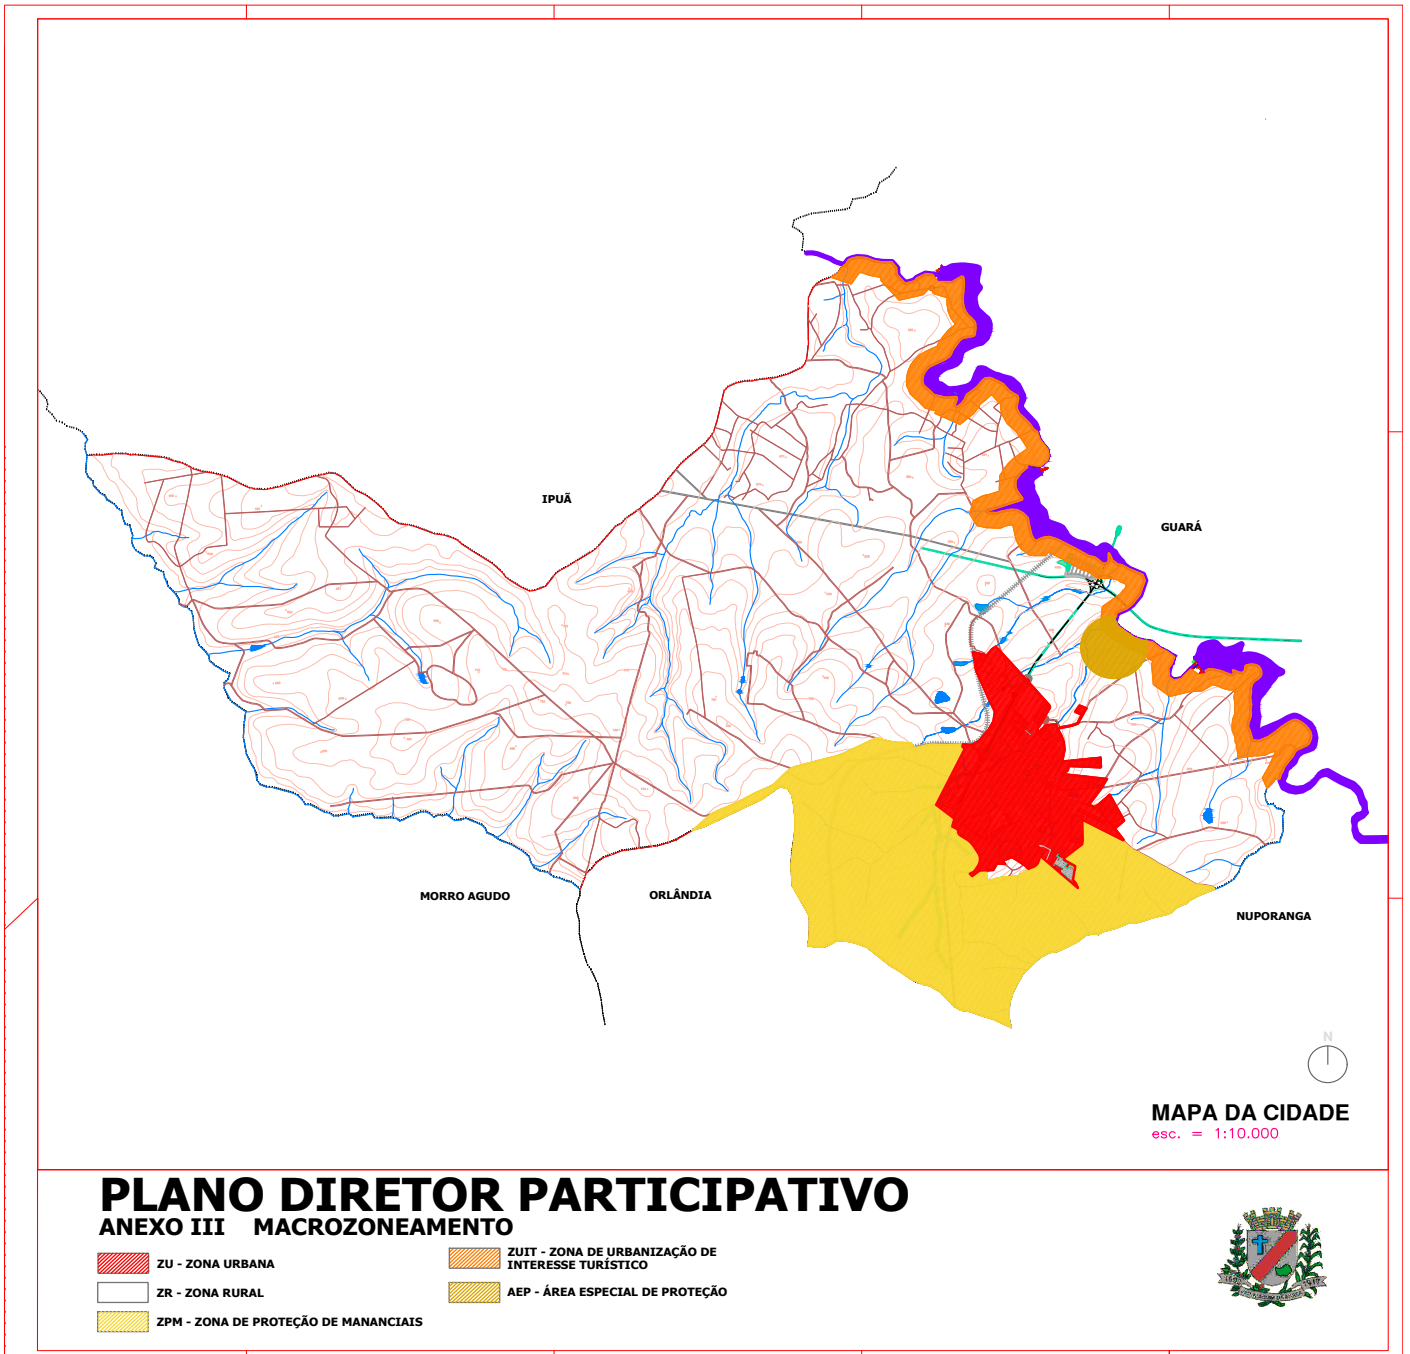 IPUÃ
GUARÁ
MORRO AGUDO
ORLÂNDIA
NUPORANGA
N
MAPA DA CIDADE
esc. = 1:10.000
PLANO DIRETOR PARTICIPATIVO
ANEXO III MACROZONEAMENTO
ZU - ZONA URBANA
ZR - ZONA RURAL
ZPM - ZONA DE PROTEÇÃO DE MANANCIAIS
ZUIT - ZONA DE URBANIZAÇÃO DE
INTERESSE TURÍSTICO
AEP - ÁREA ESPECIAL DE PROTEÇÃO